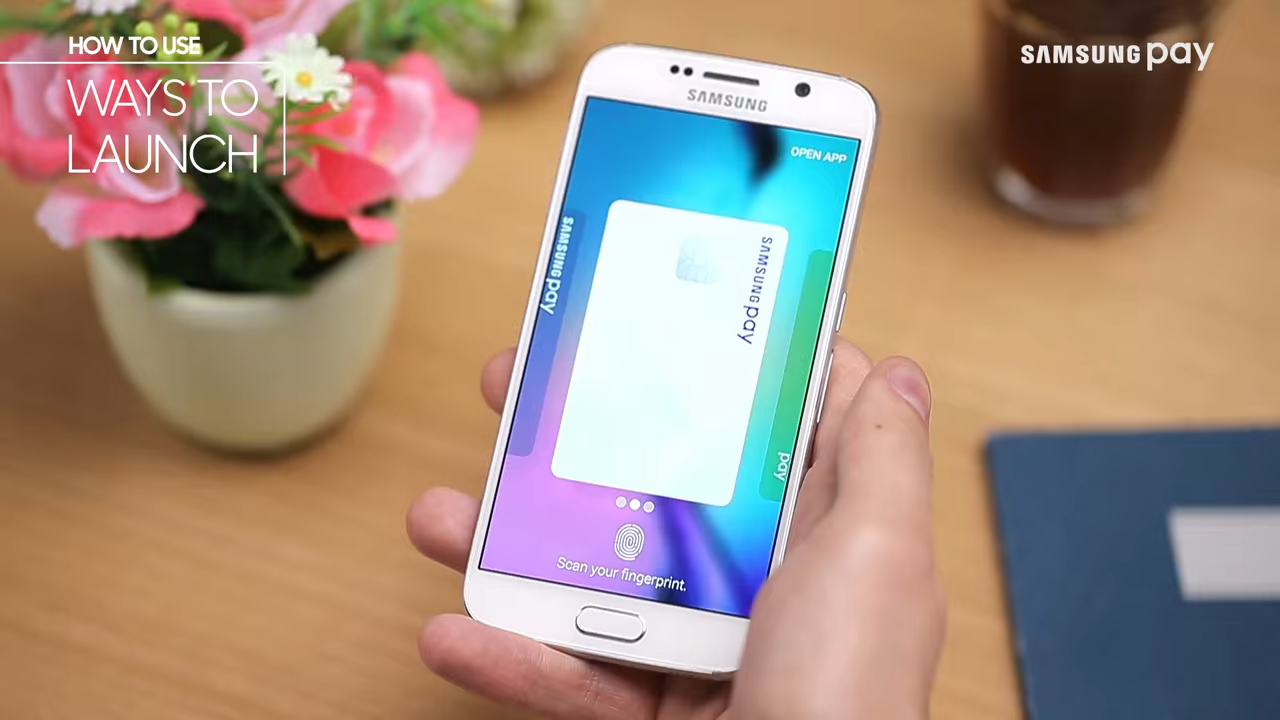 HOW TO USE
WAYS TO
LAUNCH
SAMSUNG pay
SAMSUNG
OPEN APP
SAMSUNG pay
SAMSUNG pay
pay
Scan your fingerprint.